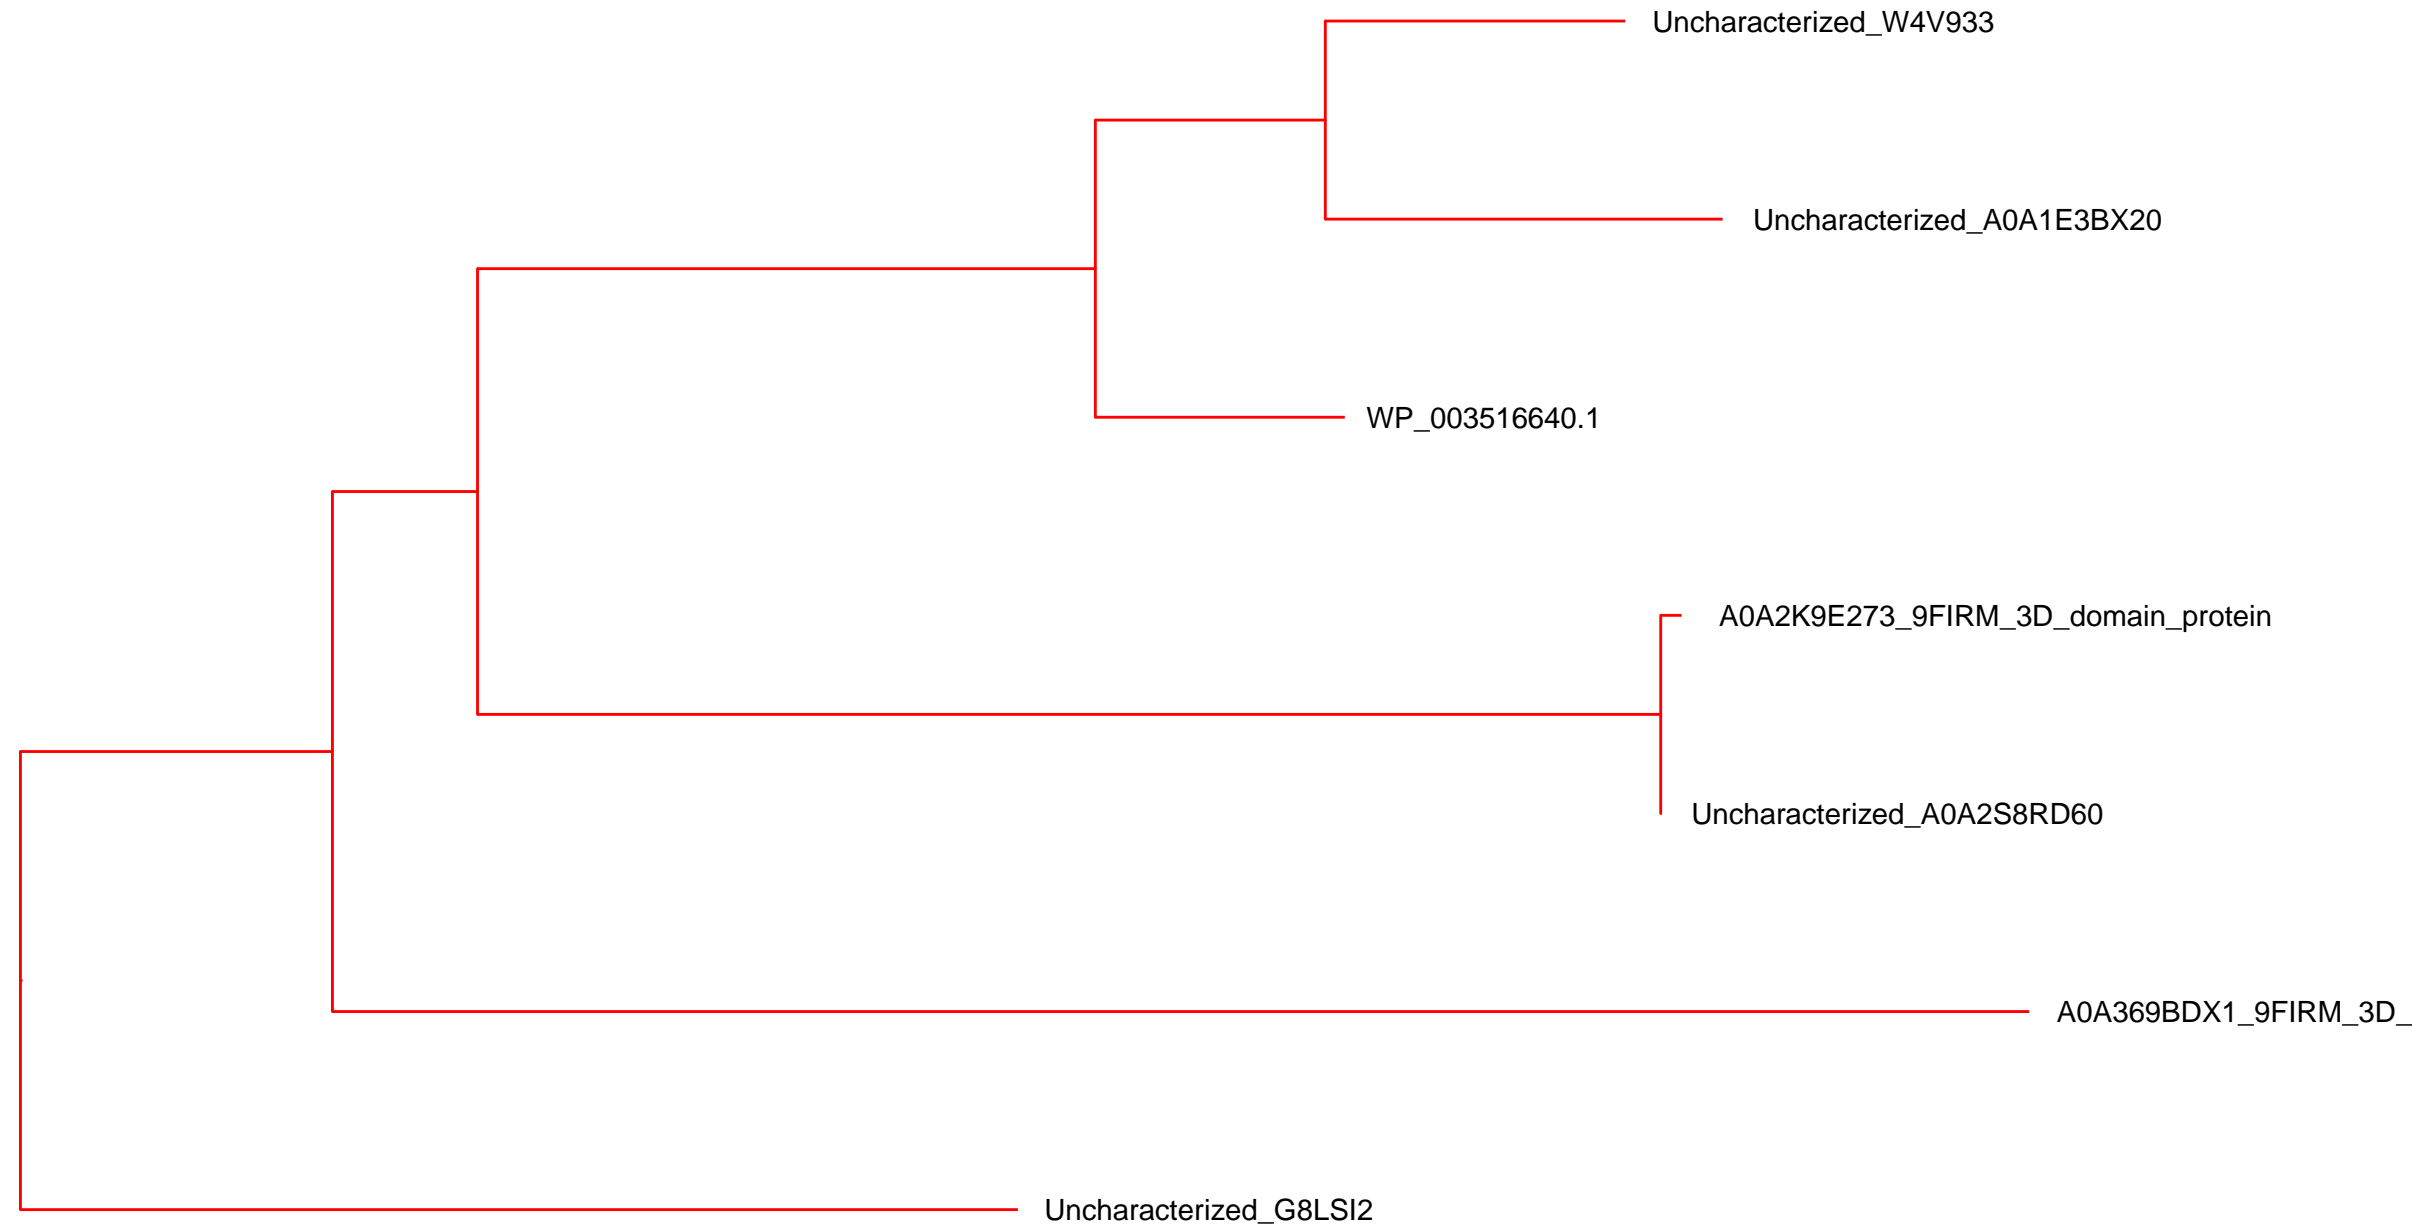 Uncharacterized_W4V933
Uncharacterized_A0A1E3BX20
WP_003516640.1
A0A2K9E273_9FIRM_3D_domain_protein
Uncharacterized_A0A2S8RD60
A0A369BDX1_9FIRM_3D_
Uncharacterized_G8LSI2